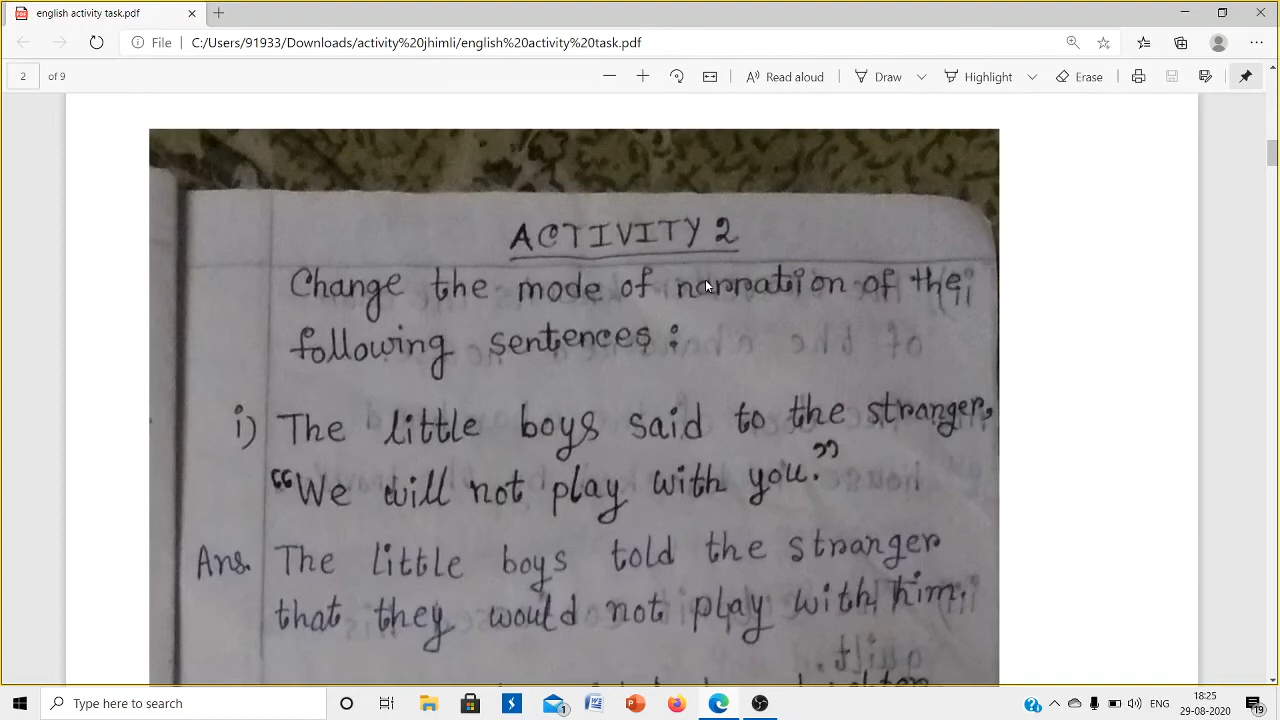 english activity task.pdf
File
C:/Users/91933/Downloads/activity%20jhimli/english%20activity%20task.pdf
2 of 9
Read aloud
Draw
Highlight
Erase
ACTIVITY 2
Change the mode of narration of the
following sentences :
i) The little boys said to the stranger,
“We will not play with you.”
Ans. The little boys told the stranger
that they would not play with him.
Type here to search
ENG
18:25
29-08-2020
1
19